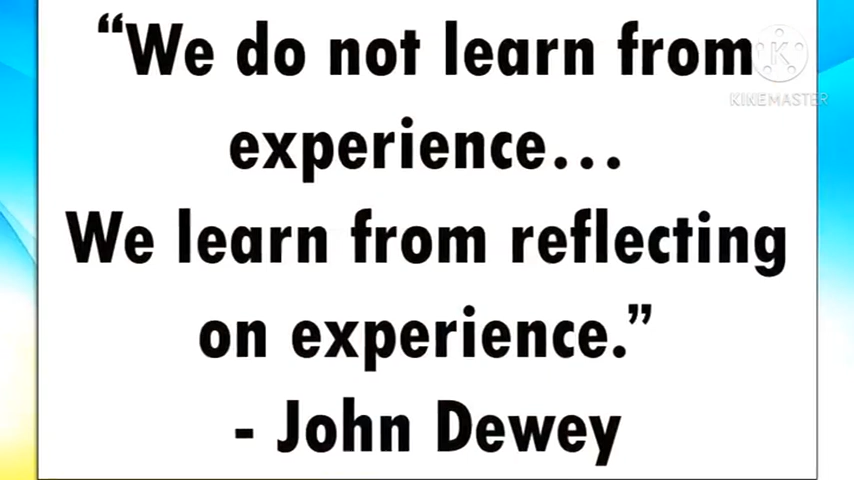 “We do not learn from
experience...
We learn from reflecting
on experience.”
- John Dewey
KINEMASTER